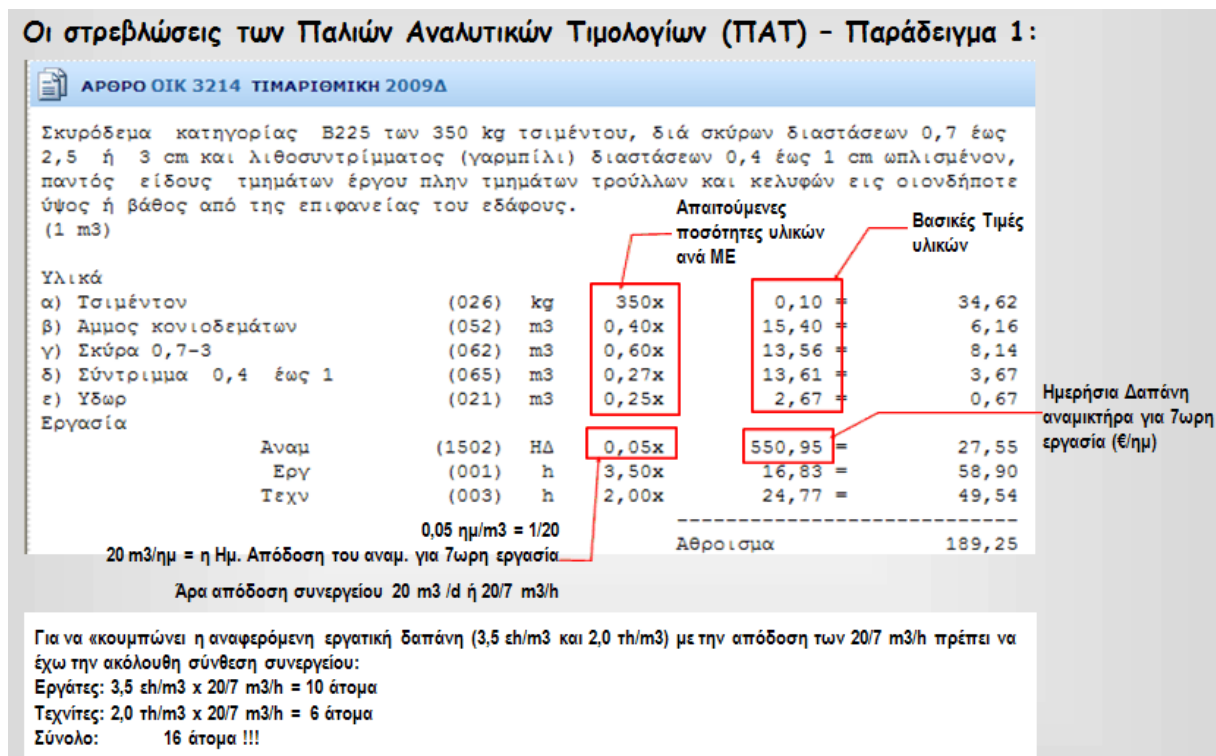 Οι στρεβλώσεις των Παλιών Αναλυτικών Τιμολογίων (ΠΑΤ) – Παράδειγμα 1:
ΑΡΘΡΟ ΟΙΚ 3214 ΤΙΜΑΡΙΘΜΙΚΗ 2009Δ
Σκυρόδεμα κατηγορίας Β225 των 350 kg τσιμέντου, διά σκύρων διαστάσεων 0,7 έως
2,5 ή 3 cm και λιθοσυντρίμματος (γαρμπίλι) διαστάσεων 0,4 έως 1 cm ωπλισμένον,
παντός είδους τμημάτων έργου πλην τμημάτων τρούλλων και κελυφών εις οιονδήποτε
ύψος ή βάθος από της επιφανείας του εδάφους.
(1 m3)
Απαιτούμενες
ποσότητες υλικών
ανά ΜΕ
Βασικές Τιμές
υλικών
Υλικά
α) Τσιμέντον (026) kg 350x 0,10 = 34,62
β) Άμμος κονιοδεμάτων (052) m3 0,40x 15,40 = 6,16
γ) Σκύρα 0,7-3 (062) m3 0,60x 13,56 = 8,14
δ) Σύντριμμα 0,4 έως 1 (065) m3 0,27x 13,61 = 3,67
ε) Υδωρ (021) m3 0,25x 2,67 = 0,67
Εργασία
Αναμ (1502) ΗΔ 0,05x 550,95 = 27,55
Εργ (001) h 3,50x 16,83 = 58,90
Τεχν (003) h 2,00x 24,77 = 49,54
----------------------------
Άθροισμα 189,25
Ημερήσια Δαπάνη
αναμικτήρα για 7ωρη
εργασία (€/ημ)
0,05 ημ/m3 = 1/20
20 m3/ημ = η Ημ. Απόδοση του αναμ. για 7ωρη εργασία
Άρα απόδοση συνεργείου 20 m3 /d ή 20/7 m3/h
Για να «κουμπώνει η αναφερόμενη εργατική δαπάνη (3,5 εh/m3 και 2,0 τh/m3) με την απόδοση των 20/7 m3/h πρέπει να
έχω την ακόλουθη σύνθεση συνεργείου:
Εργάτες: 3,5 εh/m3 x 20/7 m3/h = 10 άτομα
Τεχνίτες: 2,0 τh/m3 x 20/7 m3/h = 6 άτομα
Σύνολο: 16 άτομα !!!